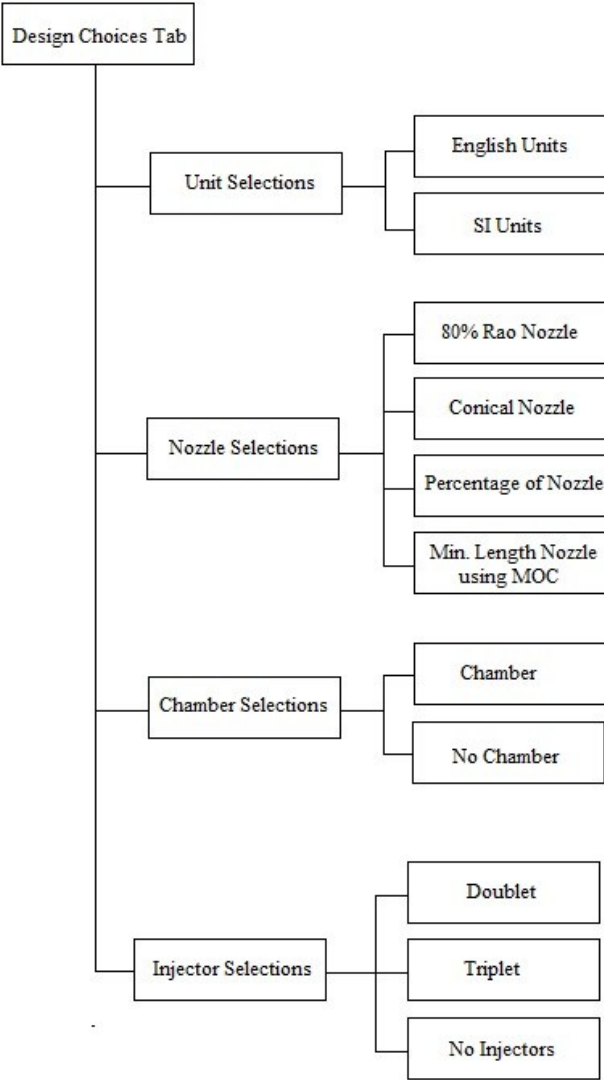 Design Choices Tab
English Units
Unit Selections
SI Units
80% Rao Nozzle
Conical Nozzle
Nozzle Selections
Percentage of Nozzle
Min. Length Nozzle
using MOC
Chamber
Chamber Selections
No Chamber
Doublet
Injector Selections
Triplet
No Injectors